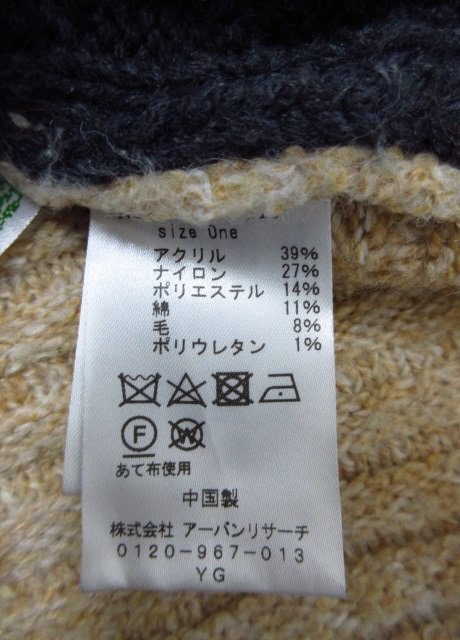 size One
アクリル 39%
ナイロン 27%
ポリエステル 14%
綿 11%
毛 8%
ポリウレタン 1%
F W
あて布使用
中国製
株式会社 アーバンリサーチ
0120-967-013
YG